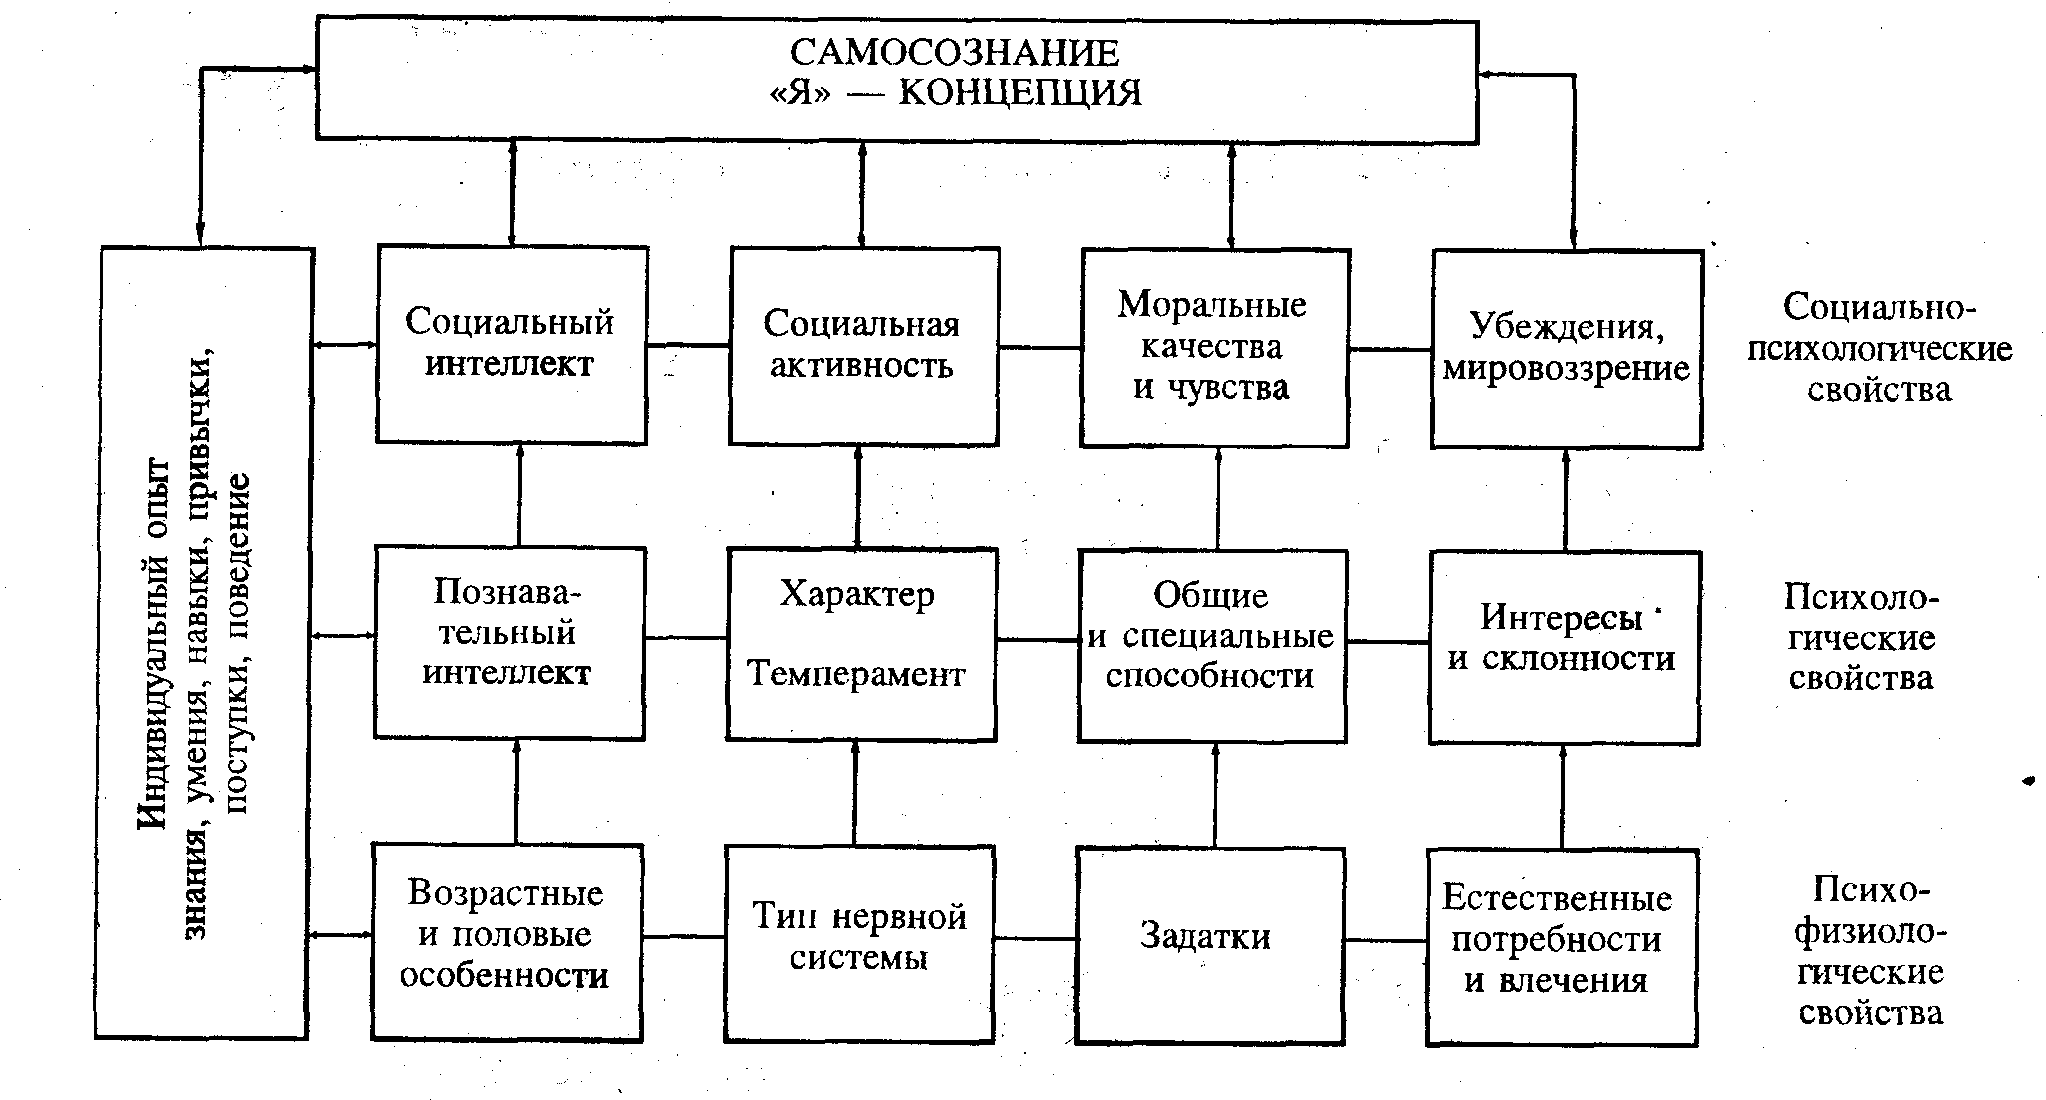 САМОСОЗНАНИЕ
«Я» — КОНЦЕПЦИЯ
Индивидуальный опыт
знания, умения, навыки, привычки,
поступки, поведение
Социальный
интеллект
Социальная
активность
Моральные
качества
и чувства
Убеждения,
мировоззрение
Социально-
психологические
свойства
Познава-
тельный
интеллект
Характер
Темперамент
Общие
и специальные
способности
Интересы
и склонности
Психоло-
гические
свойства
Возрастные
и половые
особенности
Тип нервной
системы
Задатки
Естественные
потребности
и влечения
Психо-
физиоло-
гические
свойства